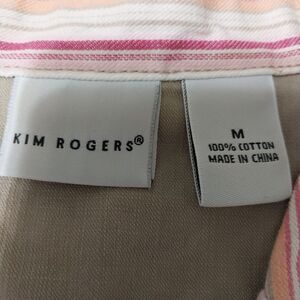 KIM ROGERS®
M
100% COTTON
MADE IN CHINA